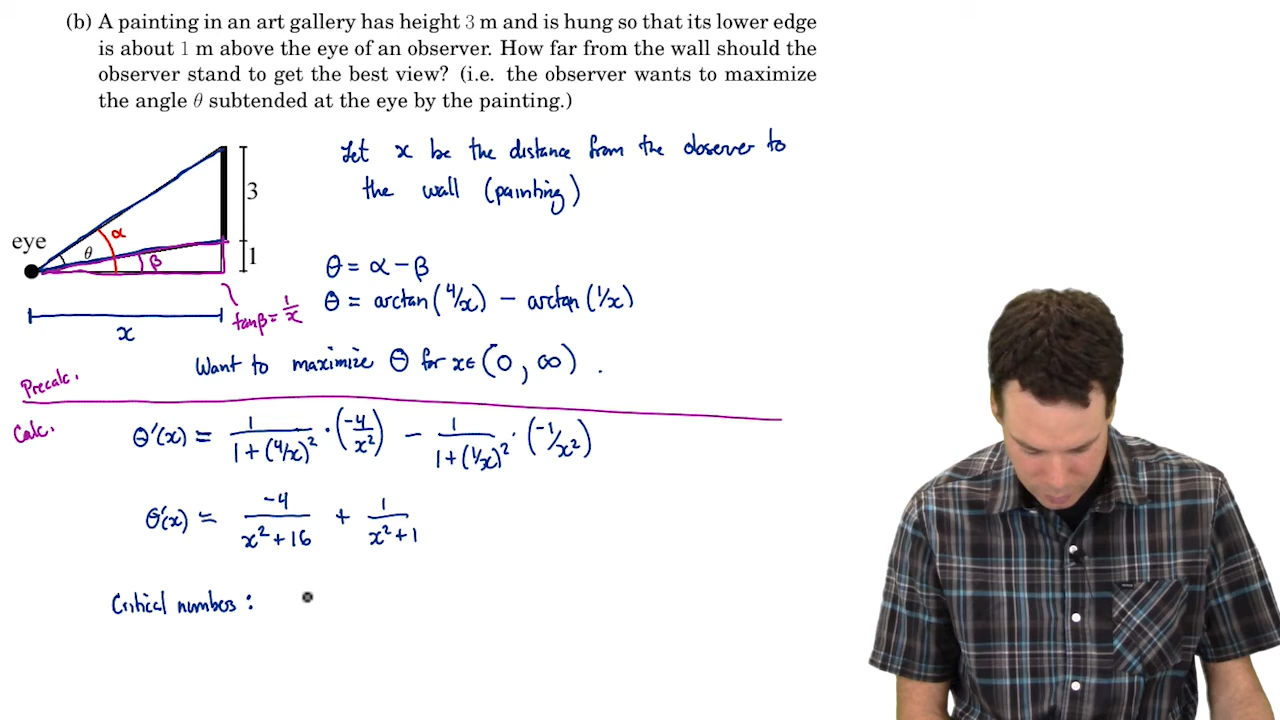 (b) A painting in an art gallery has height 3 m and is hung so that its lower edge
is about 1 m above the eye of an observer. How far from the wall should the
observer stand to get the best view? (i.e. the observer wants to maximize
the angle θ subtended at the eye by the painting.)
Let x be the distance from the observer to
the wall (painting)
eye
θ
α
β
3
1
x
tanβ = 1/x
θ = α - β
θ = arctan(4/x) - arctan(1/x)
Want to maximize θ for x∈(0, ∞).
Precalc.
Calc.
θ'(x) = 1/(1+(4/x)²) · (-4/x²) - 1/(1+(1/x)²) · (-1/x²)
θ'(x) = -4/(x²+16) + 1/(x²+1)
Critical numbers: